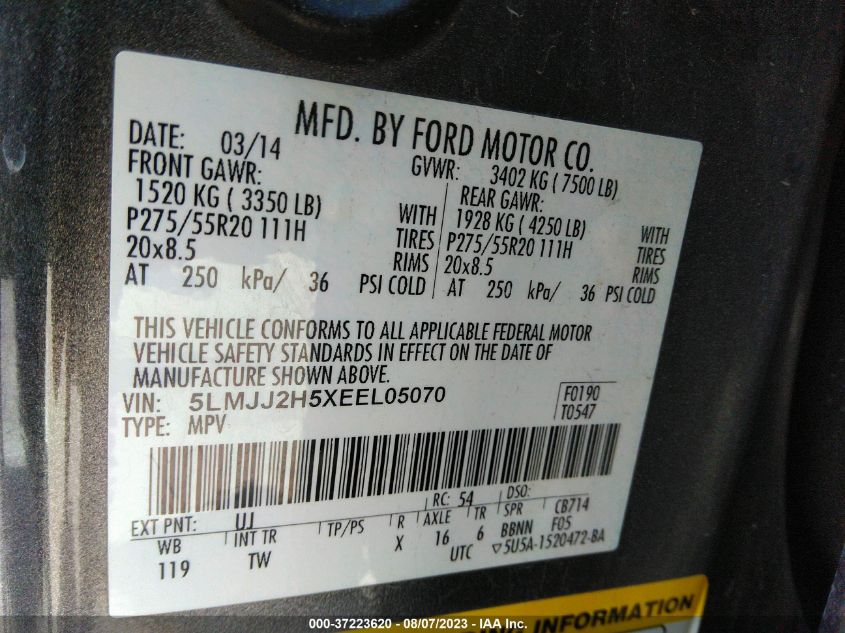 MFD. BY FORD MOTOR CO.
DATE: 03/14
GVWR: 3402 KG ( 7500 LB)
FRONT GAWR:
1520 KG ( 3350 LB)
WITH
P275/55R20 111H
TIRES
20x8.5
RIMS
AT 250 kPa/ 36 PSI COLD
REAR GAWR:
1928 KG ( 4250 LB)
WITH
P275/55R20 111H
TIRES
20x8.5
RIMS
AT 250 kPa/ 36 PSI COLD
THIS VEHICLE CONFORMS TO ALL APPLICABLE FEDERAL MOTOR
VEHICLE SAFETY STANDARDS IN EFFECT ON THE DATE OF
MANUFACTURE SHOWN ABOVE.
VIN: 5LMJJ2H5XEEL05070
F0190
TYPE: MPV
T0547
EXT PNT: UJ
RC: 54
DSO:
WB
INT TR
TP/PS
R
AXLE
TR
SPR
CB714
119
TW
X
16
6
BBNN
F05
UTC
▽5U5A-1520472-BA
ING INFORMATION
000-37223620 - 08/07/2023 - IAA Inc.